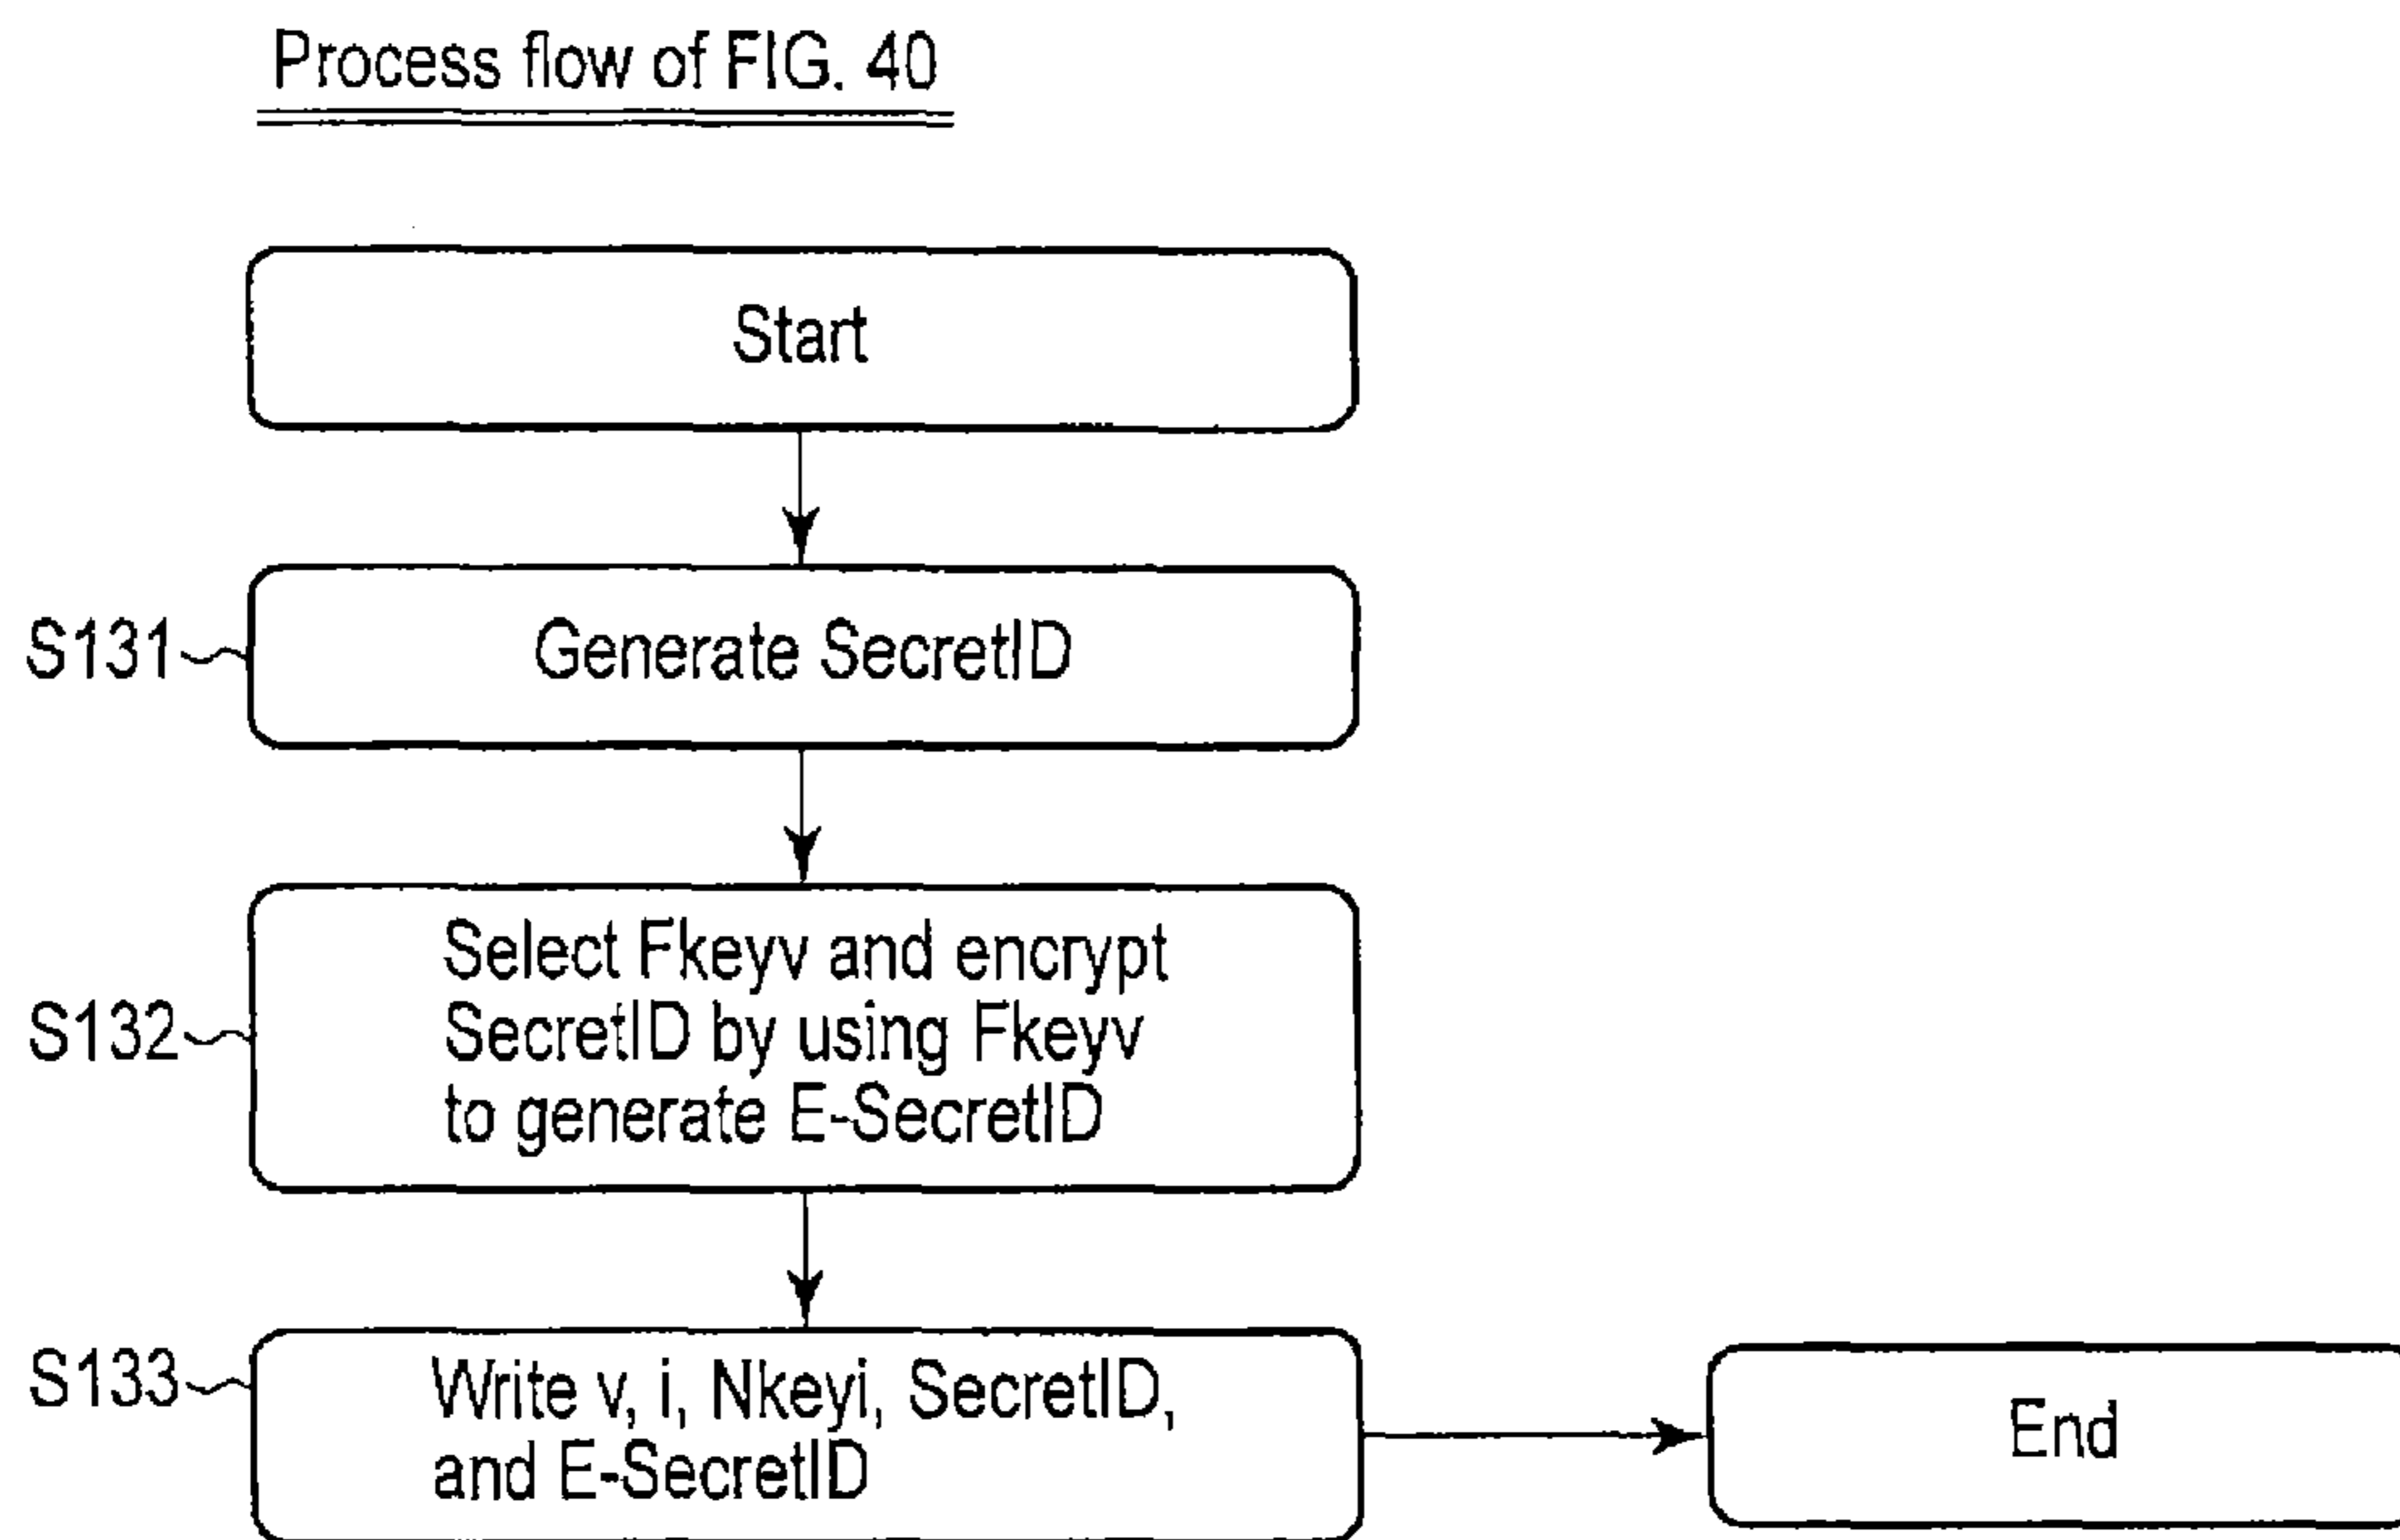 Process flow of FIG. 40
Start
S131
Generate SecretID
S132
Select Fkeyv and encrypt
SecretID by using Fkeyv
to generate E-SecretID
S133
Write v, i, Nkeyi, SecretID,
and E-SecretID
End